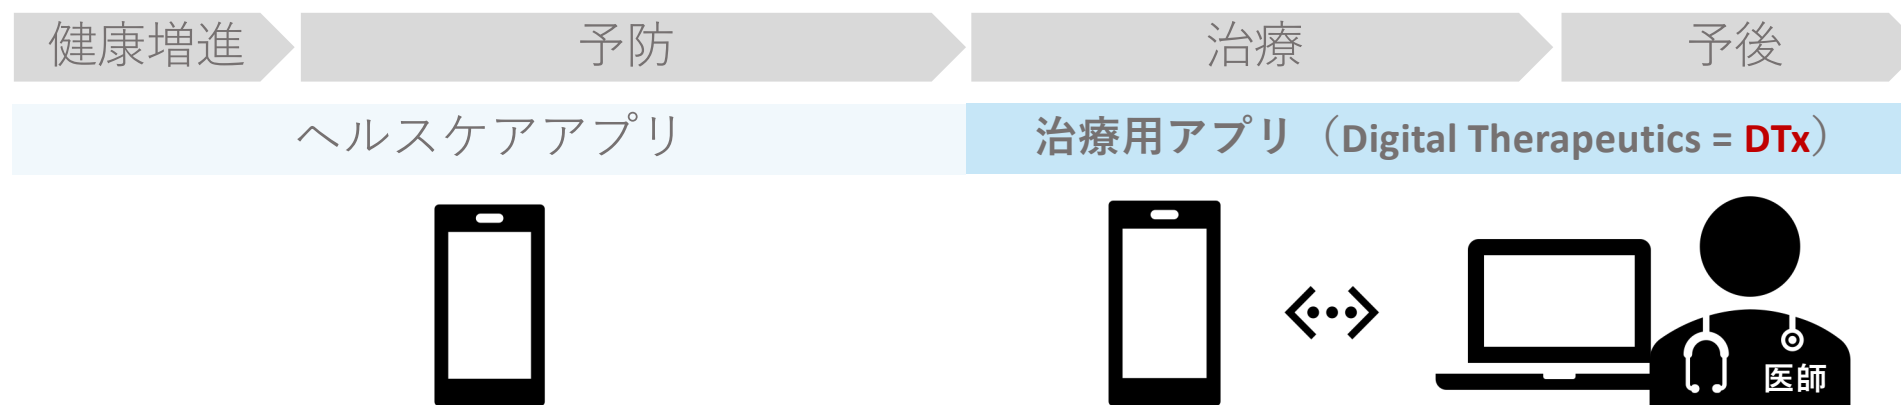 健康増進 予防 治療 予後
ヘルスケアアプリ 治療用アプリ（Digital Therapeutics = DTx）
医師